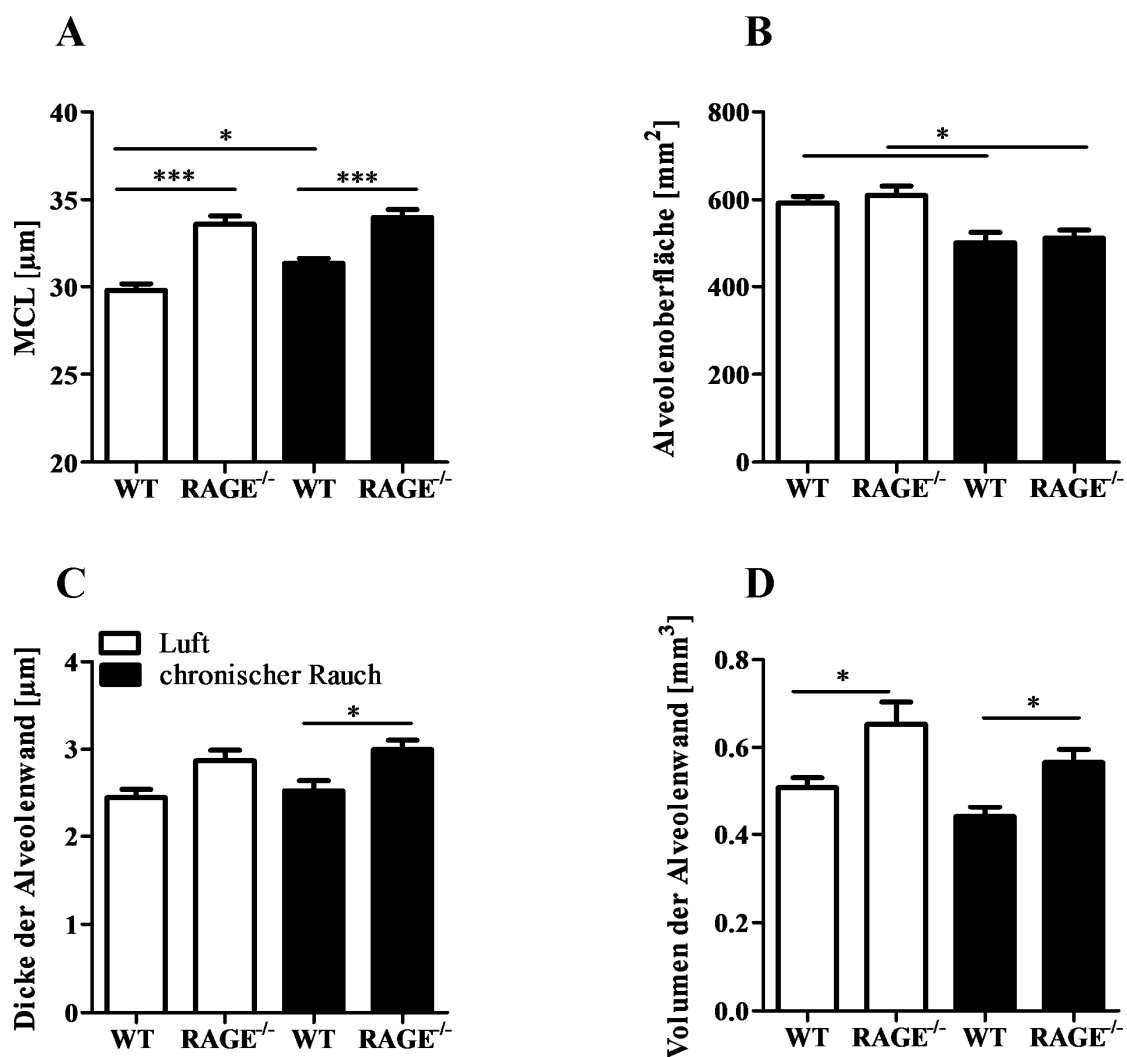 A
MCL [µm]
40
35
30
25
20
*
***
***
WT RAGE-/- WT RAGE-/-
B
Alveolenoberfläche [mm²]
800
600
400
200
0
*
WT RAGE-/- WT RAGE-/-
C
Luft
chronischer Rauch
Dicke der Alveolenwand [µm]
4
3
2
1
0
*
WT RAGE-/- WT RAGE-/-
D
Volumen der Alveolenwand [mm³]
0.8
0.6
0.4
0.2
0.0
*
*
WT RAGE-/- WT RAGE-/-